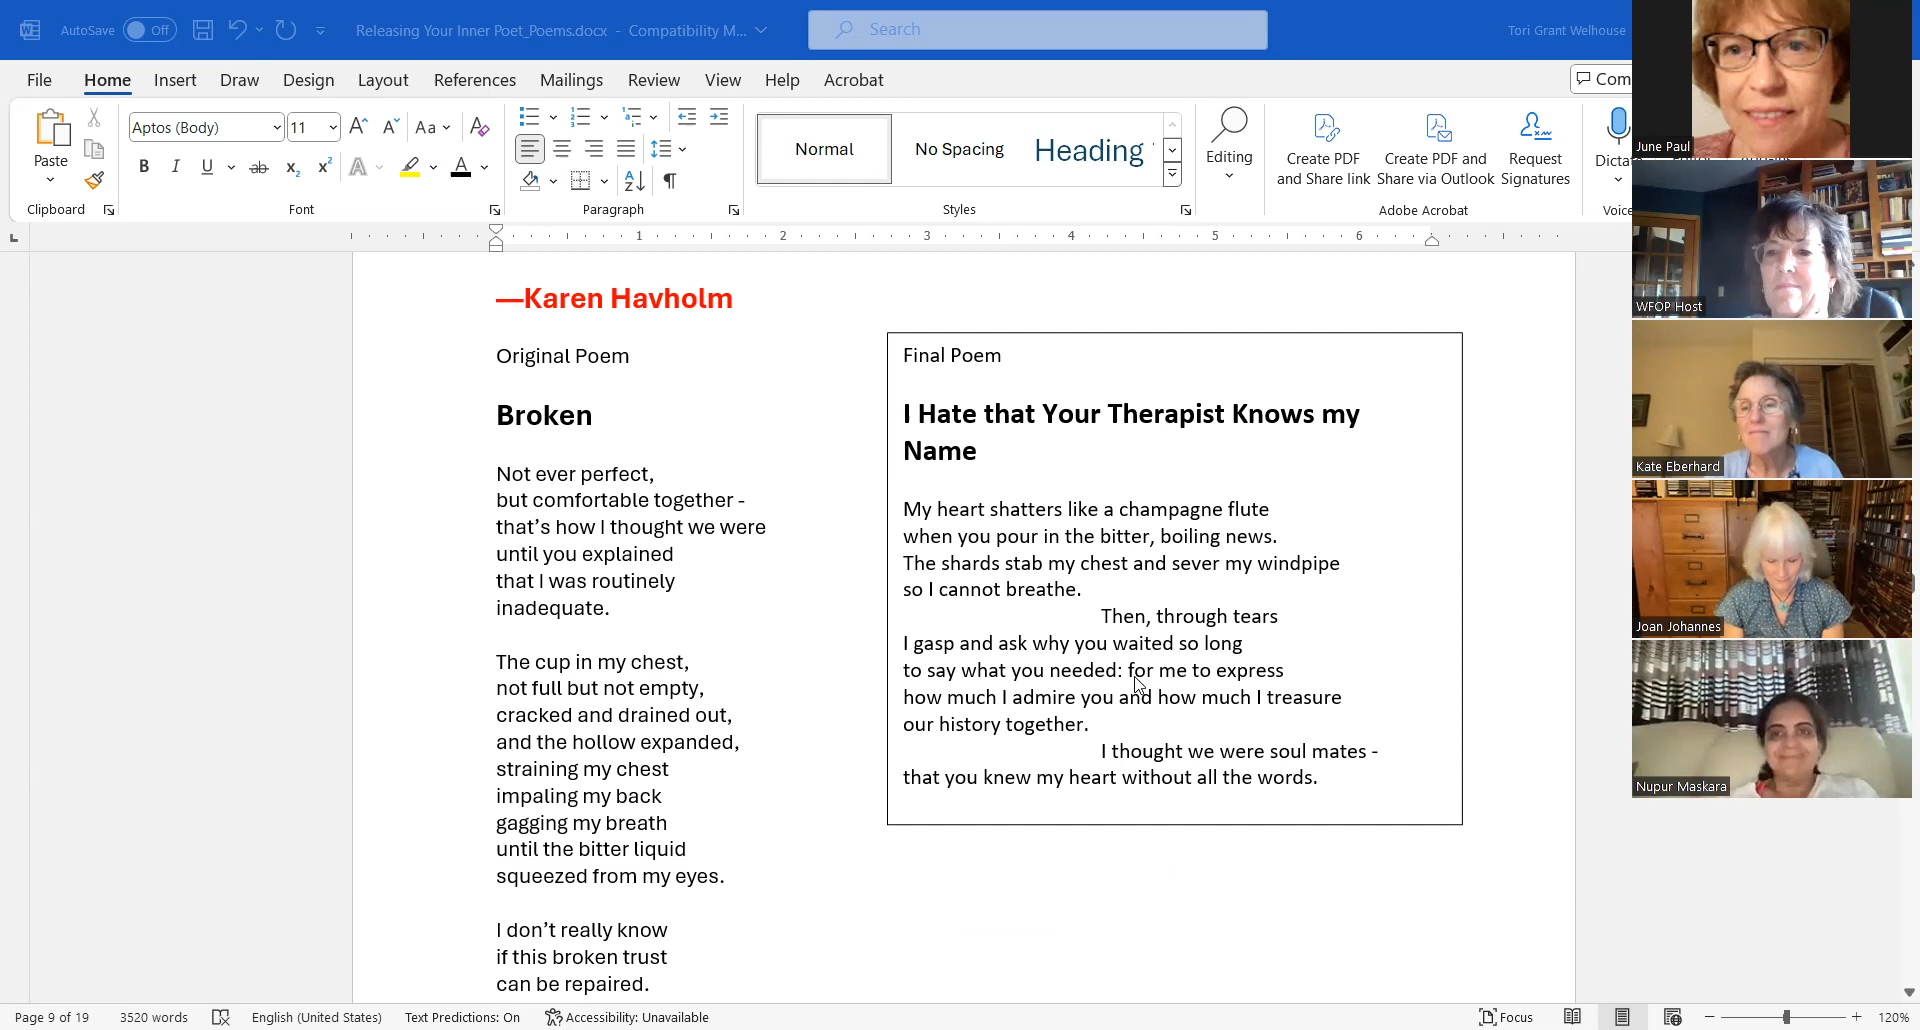 AutoSave Off Releasing Your Inner Poet_Poems.docx - Compatibility M... Search Tori Grant Welhouse
File Home Insert Draw Design Layout References Mailings Review View Help Acrobat Com
Paste
Clipboard
Aptos (Body) 11
Font
Paragraph
Normal No Spacing Heading
Styles
Editing
Create PDF and Share link
Create PDF and Share via Outlook
Request Signatures
Adobe Acrobat
Dictat
Voice
1 2 3 4 5 6
—Karen Havholm
Original Poem
Broken
Not ever perfect,
but comfortable together -
that’s how I thought we were
until you explained
that I was routinely
inadequate.
The cup in my chest,
not full but not empty,
cracked and drained out,
and the hollow expanded,
straining my chest
impaling my back
gagging my breath
until the bitter liquid
squeezed from my eyes.
I don’t really know
if this broken trust
can be repaired.
Final Poem
I Hate that Your Therapist Knows my
Name
My heart shatters like a champagne flute
when you pour in the bitter, boiling news.
The shards stab my chest and sever my windpipe
so I cannot breathe.
Then, through tears
I gasp and ask why you waited so long
to say what you needed: for me to express
how much I admire you and how much I treasure
our history together.
I thought we were soul mates -
that you knew my heart without all the words.
June Paul
WFOP Host
Kate Eberhard
Joan Johannes
Nupur Maskara
Page 9 of 19 3520 words English (United States) Text Predictions: On Accessibility: Unavailable Focus 120%